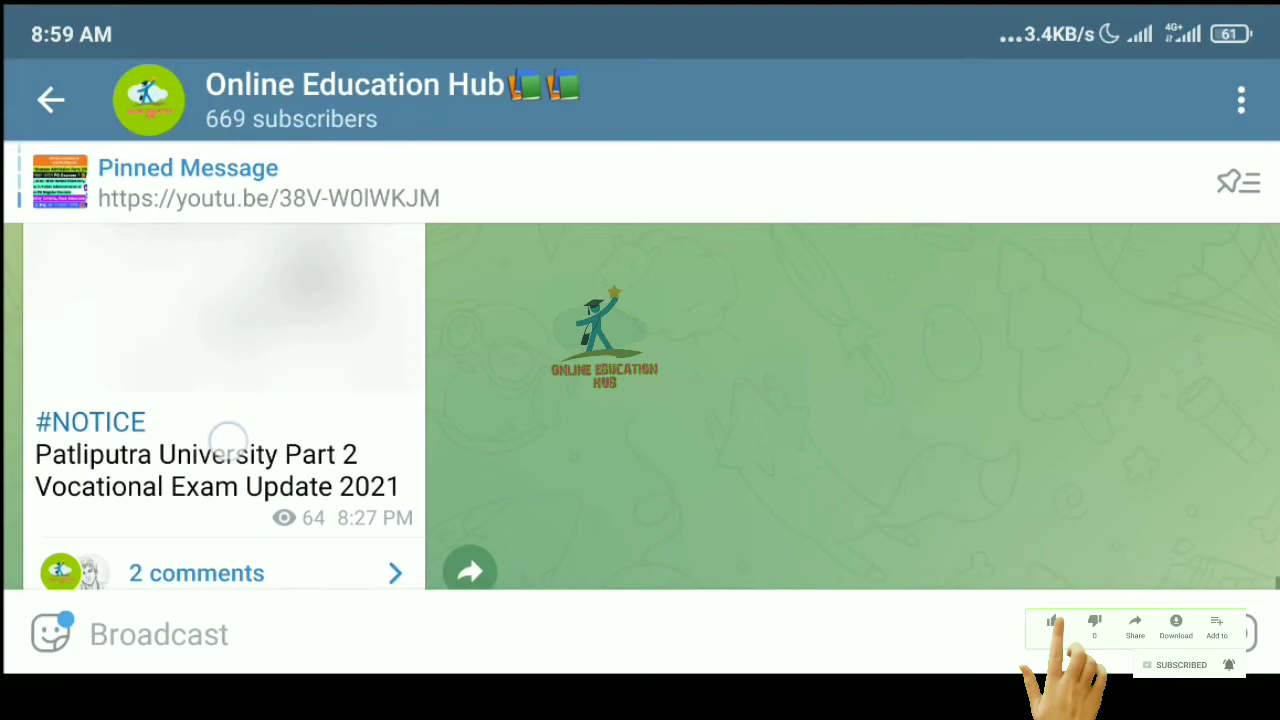 8:59 AM
...3.4KB/s
4G+
61
Online Education Hub
669 subscribers
Pinned Message
https://youtu.be/38V-W0lWKJM
#NOTICE
Patliputra University Part 2
Vocational Exam Update 2021
64 8:27 PM
2 comments
ONLINE EDUCATION
HUB
Broadcast
0 Share Download Add to
SUBSCRIBED